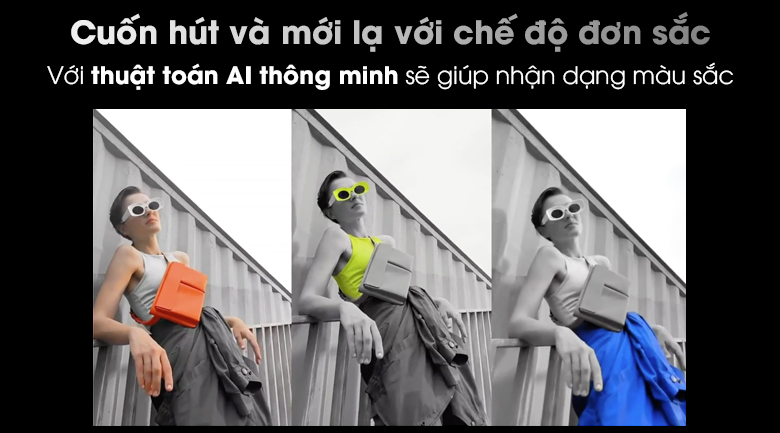 Cuốn hút và mới lạ với chế độ đơn sắc
Với thuật toán AI thông minh sẽ giúp nhận dạng màu sắc